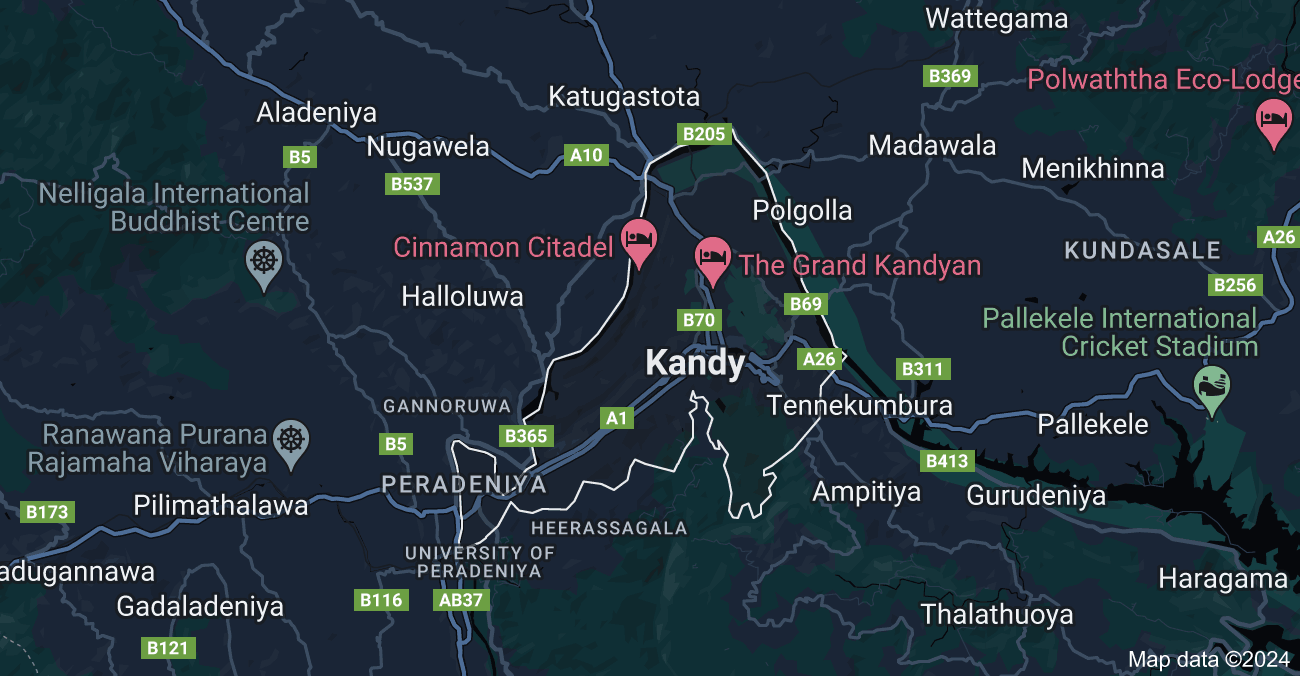 Wattegama
B369
Polwaththa Eco-Lodge
Katugastota
Aladeniya
B205
Nugawela
A10
B5
Madawala
Menikhinna
B537
Nelligala International
Buddhist Centre
Polgolla
Cinnamon Citadel
The Grand Kandyan
KUNDASALE
A26
B256
Halloluwa
B69
B70
Pallekele International
Cricket Stadium
Kandy
A26
B311
GANNORUWA
Tennekumbura
A1
Pallekele
B365
B5
Ranawana Purana
Rajamaha Viharaya
B413
PERADENIYA
Ampitiya
Gurudeniya
Pilimathalawa
B173
HEERASSAGALA
UNIVERSITY OF
PERADENIYA
adugannawa
Haragama
B116
AB37
Gadaladeniya
Thalathuoya
B121
Map data ©2024